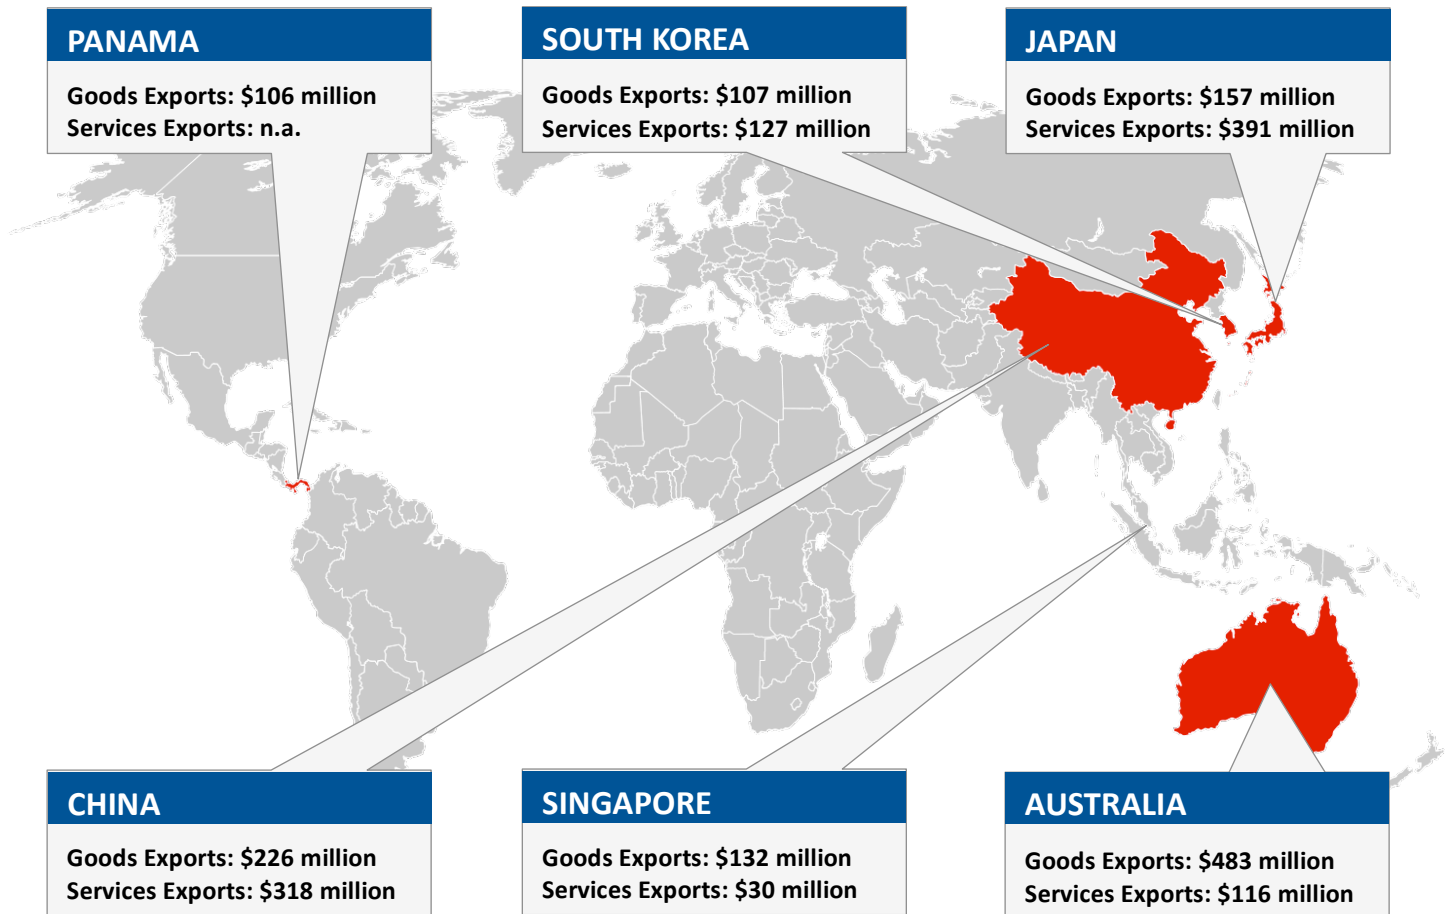 PANAMA
Goods Exports: $106 million
Services Exports: n.a.
SOUTH KOREA
Goods Exports: $107 million
Services Exports: $127 million
JAPAN
Goods Exports: $157 million
Services Exports: $391 million
CHINA
Goods Exports: $226 million
Services Exports: $318 million
SINGAPORE
Goods Exports: $132 million
Services Exports: $30 million
AUSTRALIA
Goods Exports: $483 million
Services Exports: $116 million